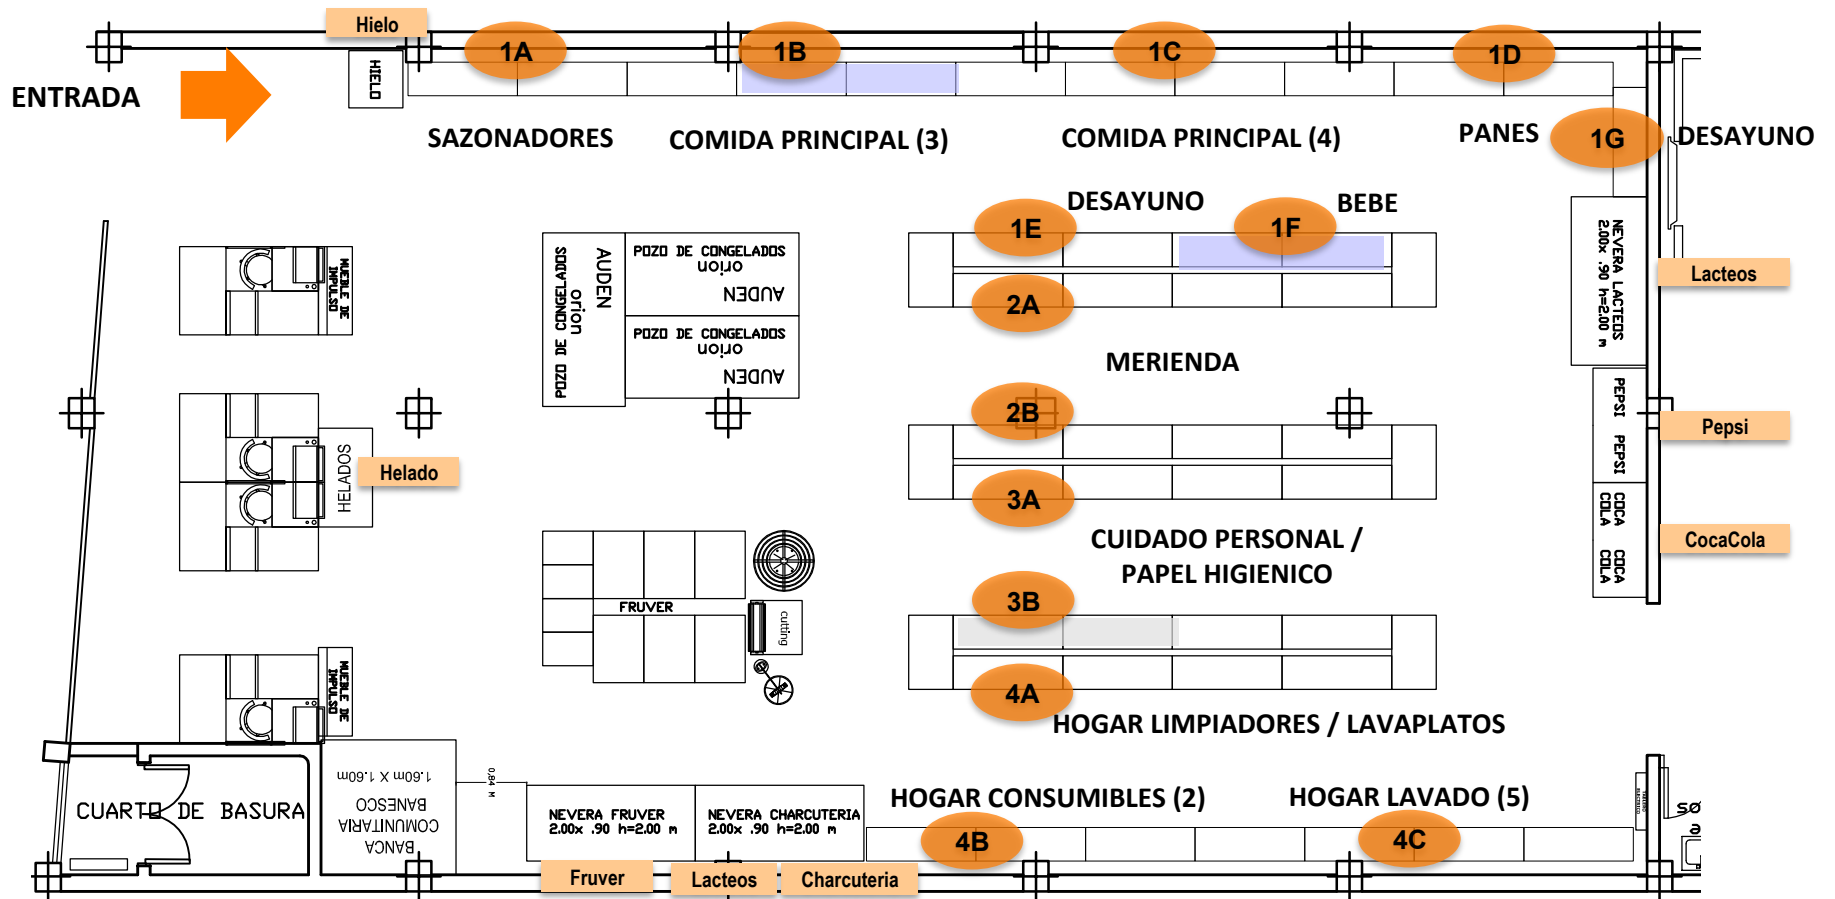 Hielo
1A
1B
1C
1D
ENTRADA
HIELO
SAZONADORES
COMIDA PRINCIPAL (3)
COMIDA PRINCIPAL (4)
PANES
1G
DESAYUNO
DESAYUNO
BEBE
1E
1F
2A
MUEBLE DE
IMPULSO
POZO DE CONGELADOS
orion
AUDEN
POZO DE CONGELADOS
orion
AUDEN
POZO DE CONGELADOS
orion
AUDEN
NEVERA LACTEOS
2.00x .90 h=2.00 m
Lacteos
MERIENDA
2B
PEPSI
PEPSI
Pepsi
HELADOS
Helado
3A
COCA
COLA
COCA
COLA
CocaCola
CUIDADO PERSONAL /
PAPEL HIGIENICO
FRUVER
cutting
3B
4A
MUEBLE DE
IMPULSO
HOGAR LIMPIADORES / LAVAPLATOS
CUARTO DE BASURA
BANCA
COMUNITARIA
BANESCO
1.60m X 1.60m
0,84 M
NEVERA FRUVER
2.00x .90 h=2.00 m
NEVERA CHARCUTERIA
2.00x .90 h=2.00 m
HOGAR CONSUMIBLES (2)
HOGAR LAVADO (5)
4B
4C
Fruver
Lacteos
Charcuteria